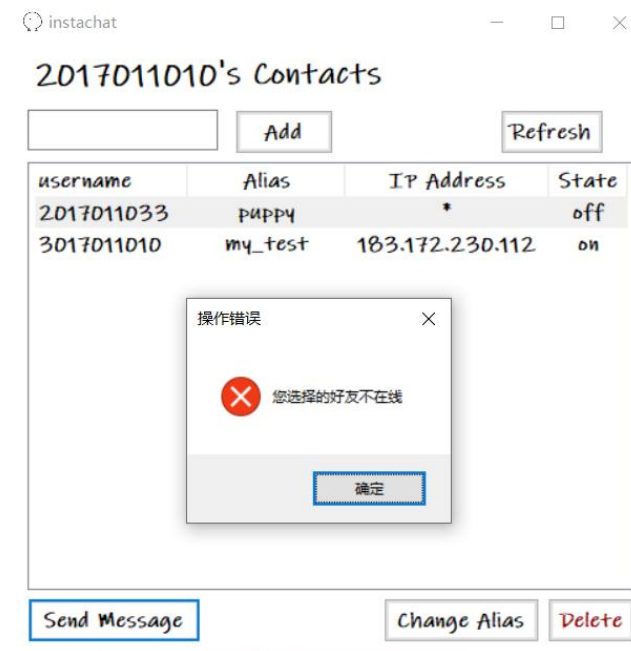 instachat
2017011010's Contacts
Add Refresh
username Alias IP Address State
2017011033 puppy * off
3017011010 my_test 183.172.230.112 on
操作错误
您选择的好友不在线
确定
Send Message Change Alias Delete